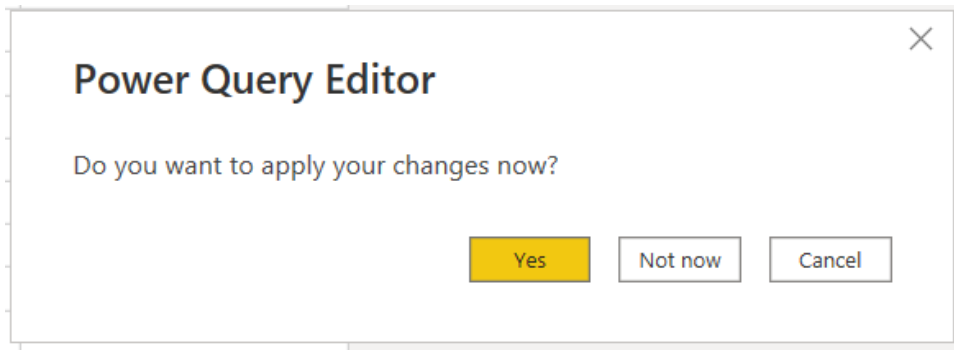 Power Query Editor
Do you want to apply your changes now?
Yes Not now Cancel